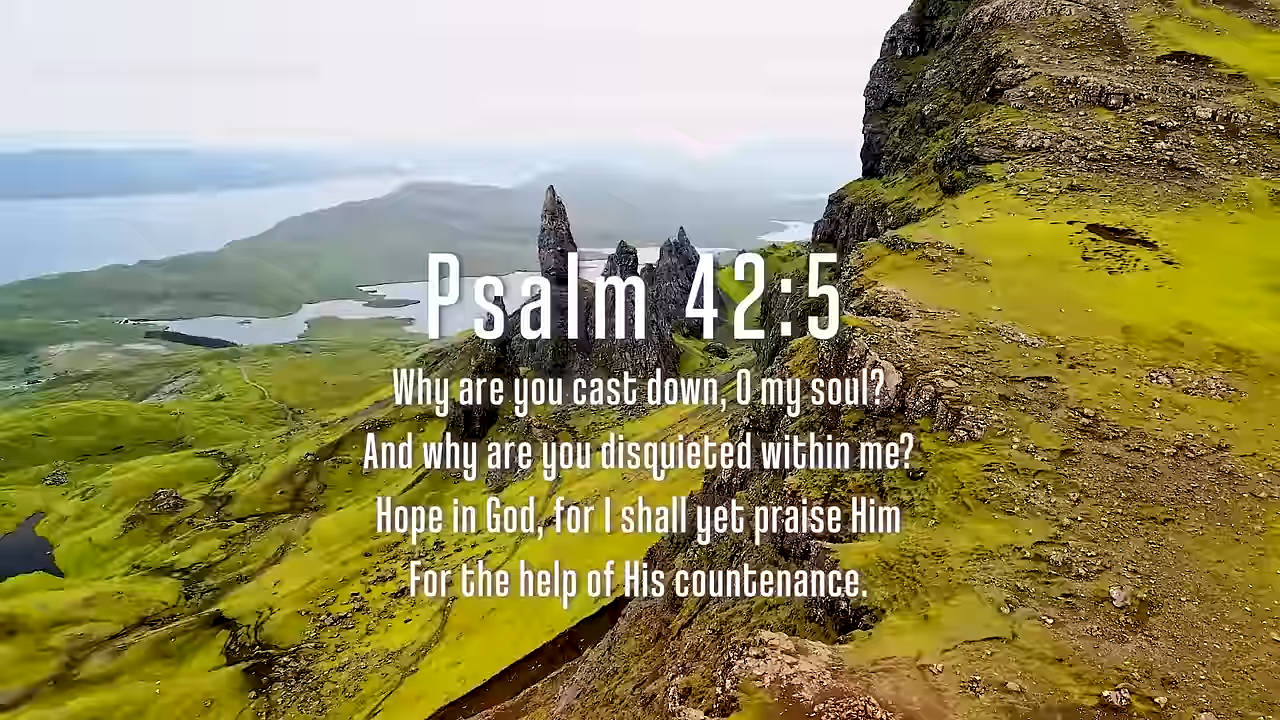 Psalm 42:5
Why are you cast down, O my soul?
And why are you disquieted within me?
Hope in God, for I shall yet praise Him
For the help of His countenance.